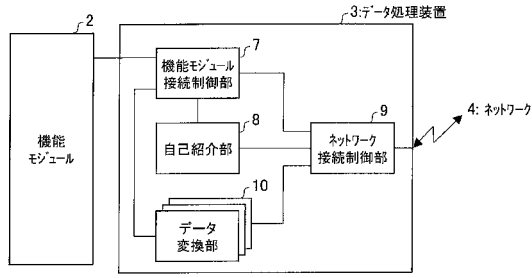 2
機能
モジュール
3:データ処理装置
7
機能モジュール
接続制御部
8
自己紹介部
9
ネットワーク
接続制御部
4: ネットワーク
10
データ
変換部